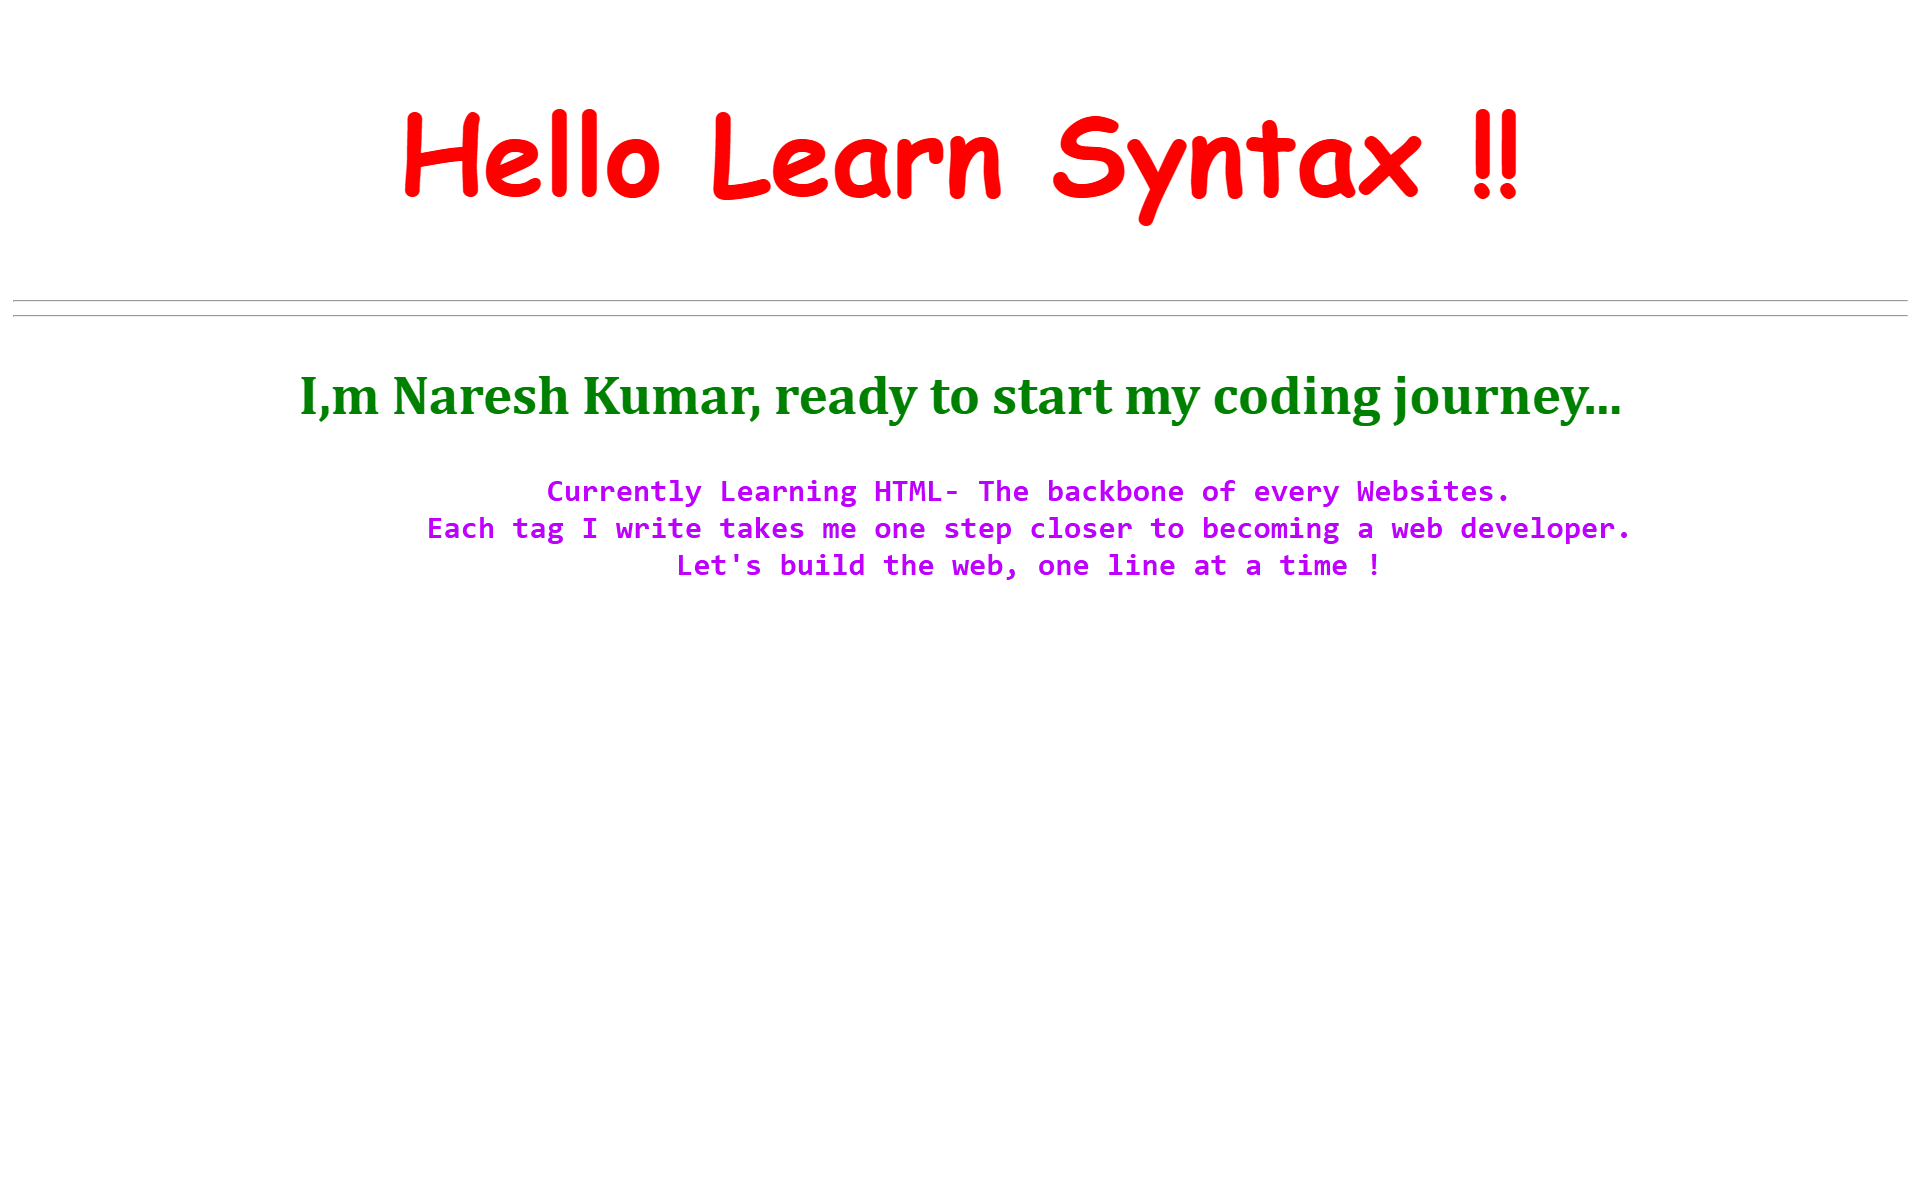 Hello Learn Syntax !!
I,m Naresh Kumar, ready to start my coding journey...
Currently Learning HTML- The backbone of every Websites.
Each tag I write takes me one step closer to becoming a web developer.
Let's build the web, one line at a time !